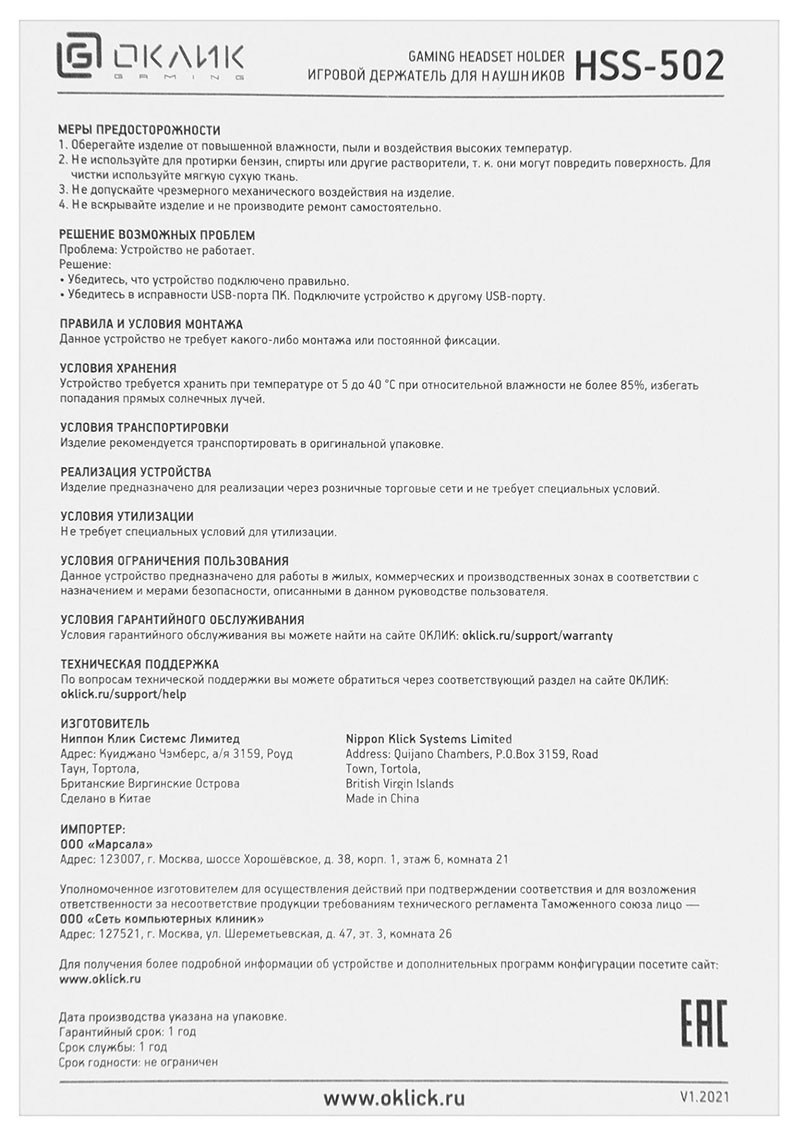 ОКЛИК
GAMING
GAMING HEADSET HOLDER
ИГРОВОЙ ДЕРЖАТЕЛЬ ДЛЯ НАУШНИКОВ
HSS-502
МЕРЫ ПРЕДОСТОРОЖНОСТИ
1. Оберегайте изделие от повышенной влажности, пыли и воздействия высоких температур.
2. Не используйте для протирки бензин, спирты или другие растворители, т. к. они могут повредить поверхность. Для
чистки используйте мягкую сухую ткань.
3. Не допускайте чрезмерного механического воздействия на изделие.
4. Не вскрывайте изделие и не производите ремонт самостоятельно.
РЕШЕНИЕ ВОЗМОЖНЫХ ПРОБЛЕМ
Проблема: Устройство не работает.
Решение:
• Убедитесь, что устройство подключено правильно.
• Убедитесь в исправности USB-порта ПК. Подключите устройство к другому USB-порту.
ПРАВИЛА И УСЛОВИЯ МОНТАЖА
Данное устройство не требует какого-либо монтажа или постоянной фиксации.
УСЛОВИЯ ХРАНЕНИЯ
Устройство требуется хранить при температуре от 5 до 40 °C при относительной влажности не более 85%, избегать
попадания прямых солнечных лучей.
УСЛОВИЯ ТРАНСПОРТИРОВКИ
Изделие рекомендуется транспортировать в оригинальной упаковке.
РЕАЛИЗАЦИЯ УСТРОЙСТВА
Изделие предназначено для реализации через розничные торговые сети и не требует специальных условий.
УСЛОВИЯ УТИЛИЗАЦИИ
Не требует специальных условий для утилизации.
УСЛОВИЯ ОГРАНИЧЕНИЯ ПОЛЬЗОВАНИЯ
Данное устройство предназначено для работы в жилых, коммерческих и производственных зонах в соответствии с
назначением и мерами безопасности, описанными в данном руководстве пользователя.
УСЛОВИЯ ГАРАНТИЙНОГО ОБСЛУЖИВАНИЯ
Условия гарантийного обслуживания вы можете найти на сайте ОКЛИК: oklick.ru/support/warranty
ТЕХНИЧЕСКАЯ ПОДДЕРЖКА
По вопросам технической поддержки вы можете обратиться через соответствующий раздел на сайте ОКЛИК:
oklick.ru/support/help
ИЗГОТОВИТЕЛЬ
Ниппон Клик Системс Лимитед
Адрес: Куиджано Чэмберс, а/я 3159, Роуд
Таун, Тортола,
Британские Виргинские Острова
Сделано в Китае
Nippon Klick Systems Limited
Address: Quijano Chambers, P.O.Box 3159, Road
Town, Tortola,
British Virgin Islands
Made in China
ИМПОРТЕР:
ООО «Марсала»
Адрес: 123007, г. Москва, шоссе Хорошёвское, д. 38, корп. 1, этаж 6, комната 21
Уполномоченное изготовителем для осуществления действий при подтверждении соответствия и для возложения
ответственности за несоответствие продукции требованиям технического регламента Таможенного союза лицо —
ООО «Сеть компьютерных клиник»
Адрес: 127521, г. Москва, ул. Шереметьевская, д. 47, эт. 3, комната 26
Для получения более подробной информации об устройстве и дополнительных программ конфигурации посетите сайт:
www.oklick.ru
Дата производства указана на упаковке.
Гарантийный срок: 1 год
Срок службы: 1 год
Срок годности: не ограничен
EAC
www.oklick.ru
V1.2021